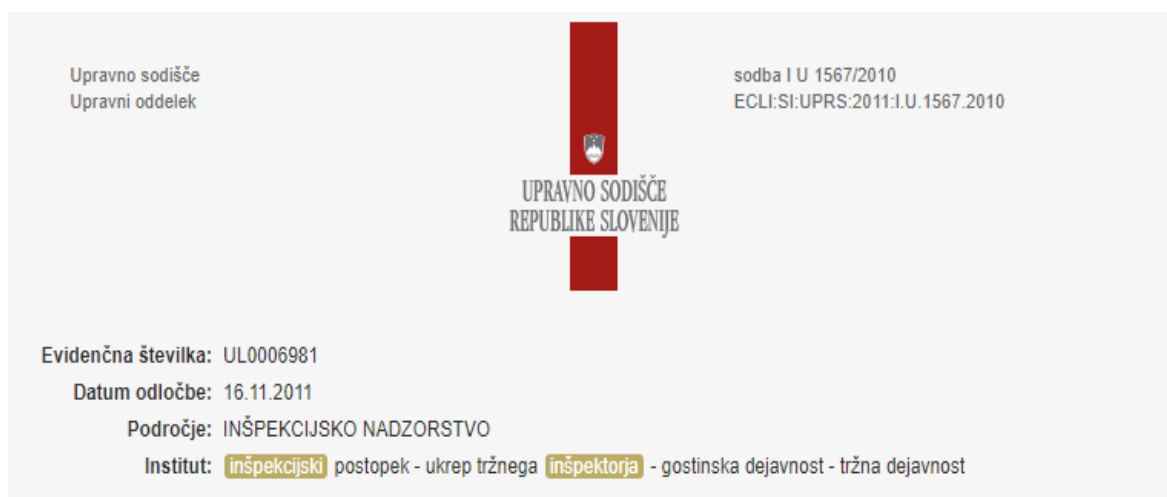 Upravno sodišče
Upravni oddelek
sodba I U 1567/2010
ECLI:SI:UPRS:2011:I.U.1567.2010
UPRAVNO SODIŠČE
REPUBLIKE SLOVENIJE
Evidenčna številka: UL0006981
Datum odločbe: 16.11.2011
Področje: INŠPEKCIJSKO NADZORSTVO
Institut: inšpekcijski postopek - ukrep tržnega inšpektorja - gostinska dejavnost - tržna dejavnost